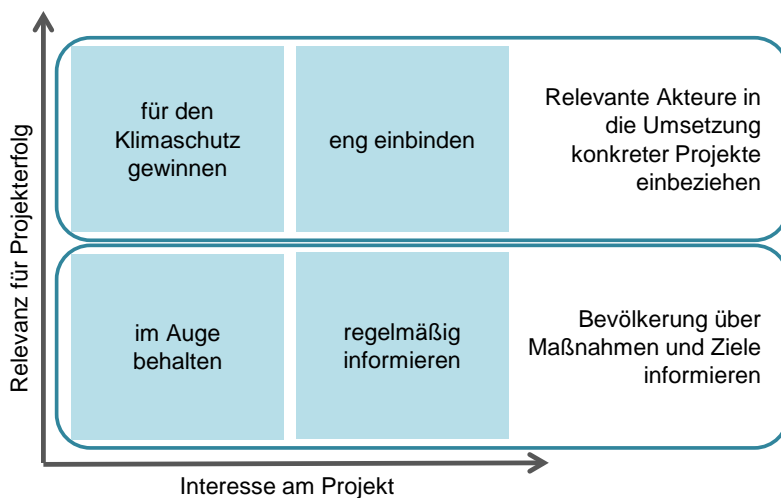 Relevanz für Projekterfolg
für den
Klimaschutz
gewinnen
eng einbinden
Relevante Akteure in
die Umsetzung
konkreter Projekte
einbeziehen
im Auge
behalten
regelmäßig
informieren
Bevölkerung über
Maßnahmen und Ziele
informieren
Interesse am Projekt